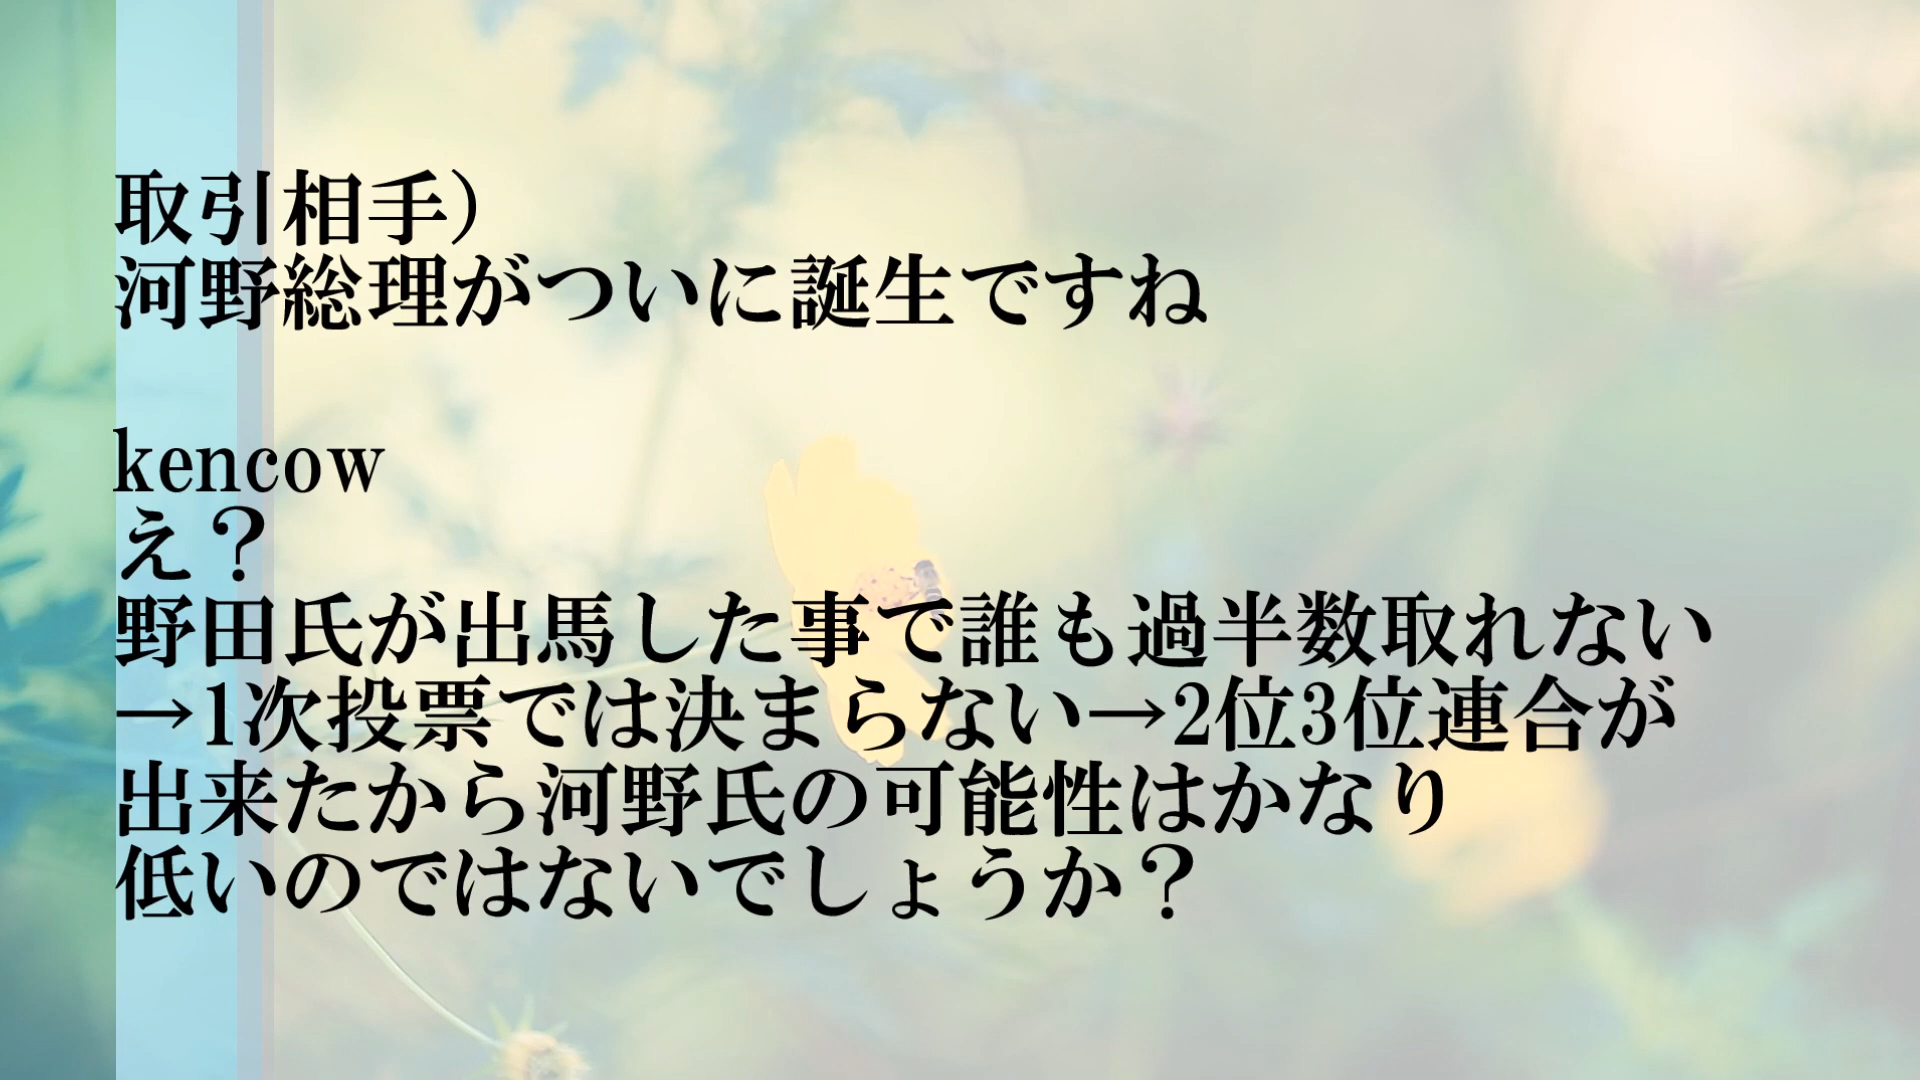 取引相手）
河野総理がついに誕生ですね
kencow
え？
野田氏が出馬した事で誰も過半数取れない
→1次投票では決まらない→2位3位連合が
出来たから河野氏の可能性はかなり
低いのではないでしょうか？